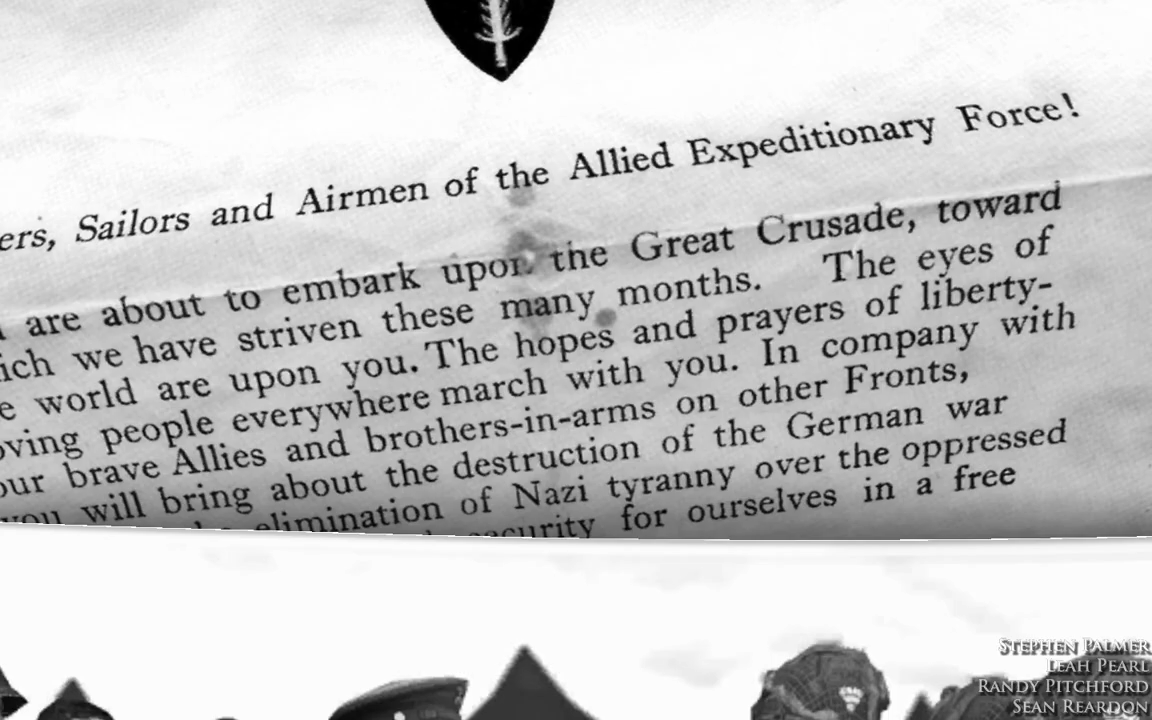 ers, Sailors and Airmen of the Allied Expeditionary Force!
are about to embark upon the Great Crusade, toward
ich we have striven these many months. The eyes of
e world are upon you. The hopes and prayers of liberty-
oving people everywhere march with you. In company with
our brave Allies and brothers-in-arms on other Fronts,
you will bring about the destruction of the German war
elimination of Nazi tyranny over the oppressed
security for ourselves in a free
STEPHEN PALMER
LEAH PEARL
RANDY PITCHFORD
SEAN REARDON